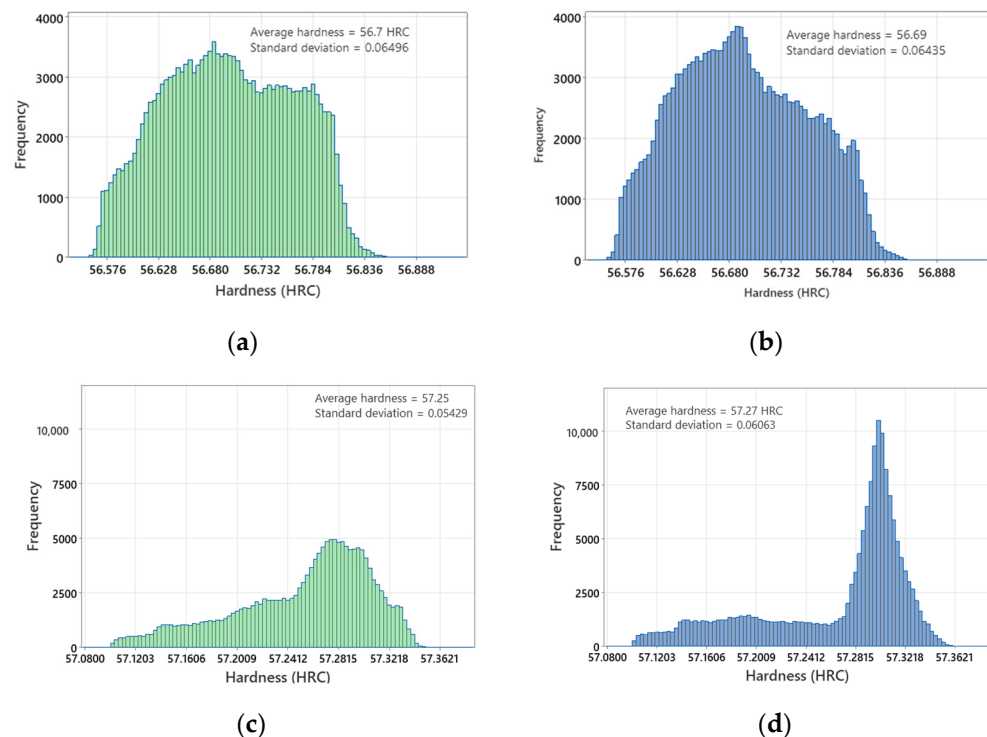 4000
3000
2000
1000
0
Frequency
Average hardness = 56.7 HRC
Standard deviation = 0.06496
56.576 56.628 56.680 56.732 56.784 56.836 56.888
Hardness (HRC)
(a)
4000
3000
2000
1000
0
Frequency
Average hardness = 56.69
Standard deviation = 0.06435
56.576 56.628 56.680 56.732 56.784 56.836 56.888
Hardness (HRC)
(b)
10,000
7500
5000
2500
0
Frequency
Average hardness = 57.25
Standard deviation = 0.05429
57.0800 57.1203 57.1606 57.2009 57.2412 57.2815 57.3218 57.3621
Hardness (HRC)
(c)
10,000
7500
5000
2500
0
Frequency
Average hardness = 57.27 HRC
Standard deviation = 0.06063
57.0800 57.1203 57.1606 57.2009 57.2412 57.2815 57.3218 57.3621
Hardness (HRC)
(d)